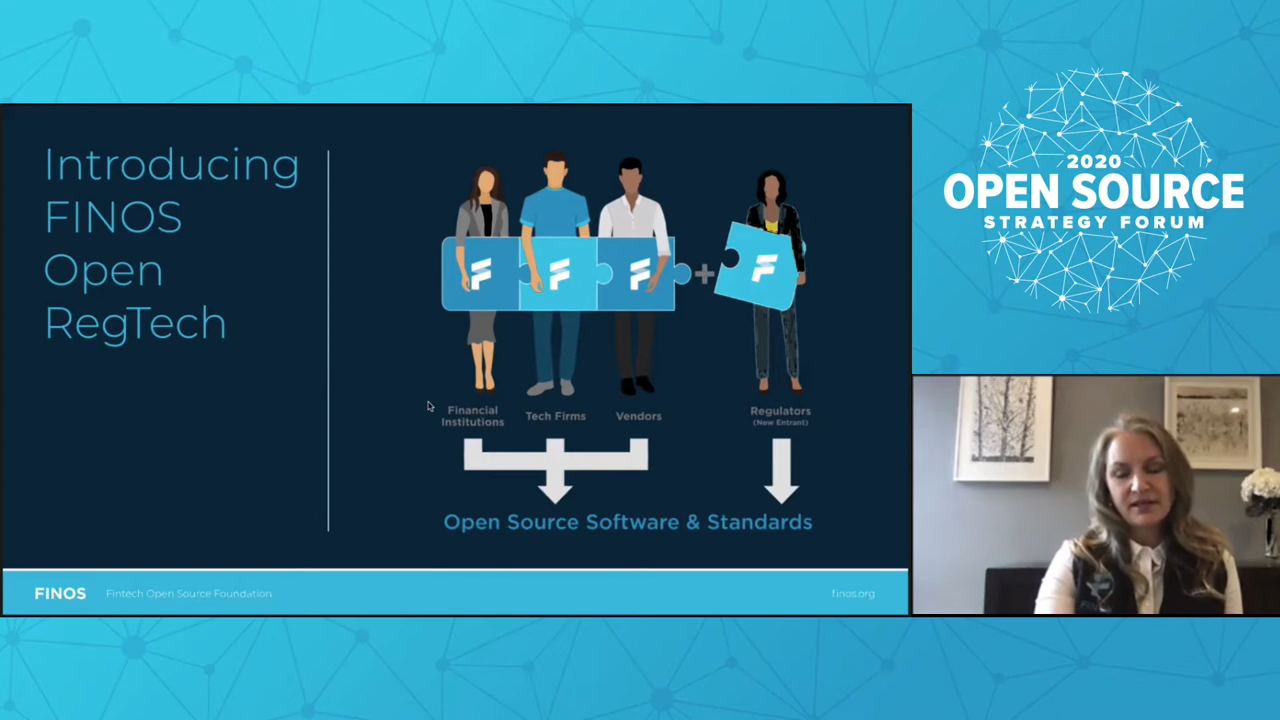 Introducing
FINOS
Open
RegTech
Financial
Institutions
Tech Firms
Vendors
+
Regulators
(New Entrant)
Open Source Software & Standards
FINOS
Fintech Open Source Foundation
finos.org
2020
OPEN SOURCE
STRATEGY FORUM